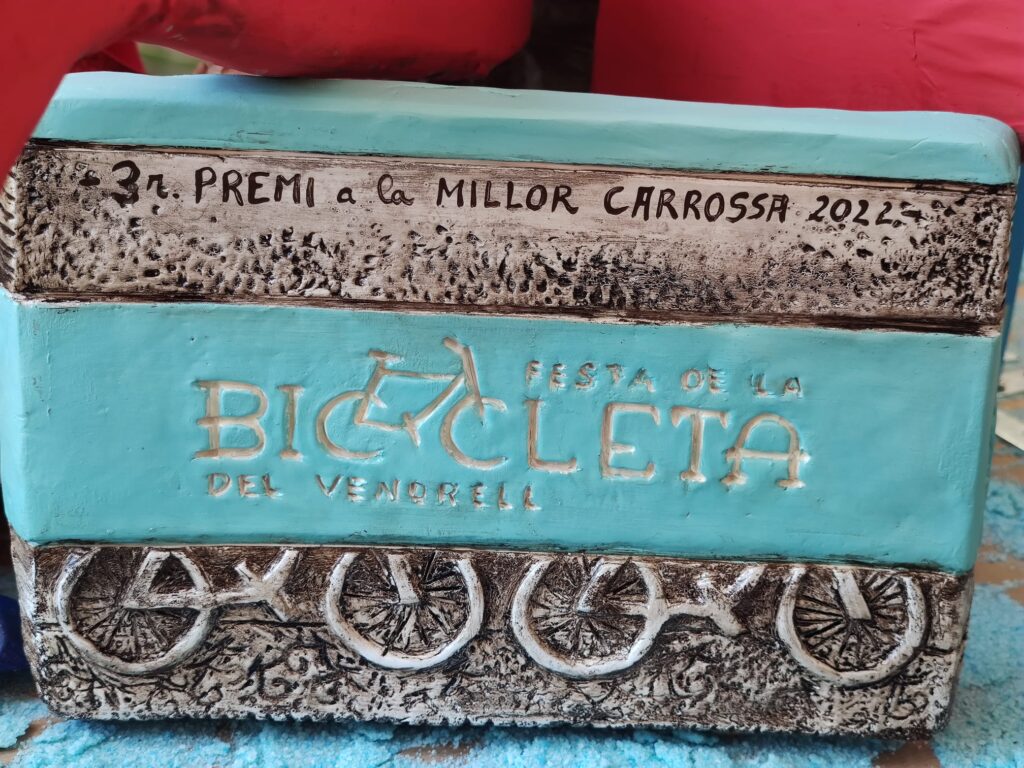 3r. PREMI a la MILLOR CARROSSA 2022
FESTA DE LA
BICICLETA
DEL VENDRELL